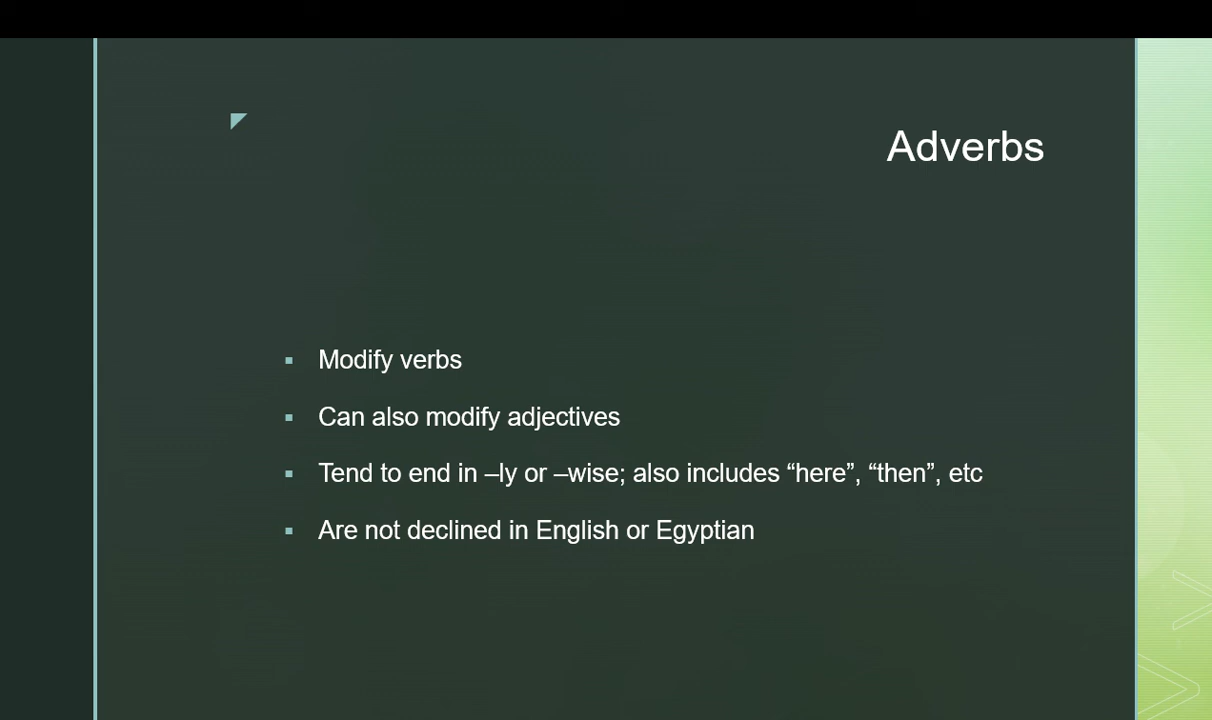 Adverbs
Modify verbs
Can also modify adjectives
Tend to end in –ly or –wise; also includes “here”, “then”, etc
Are not declined in English or Egyptian